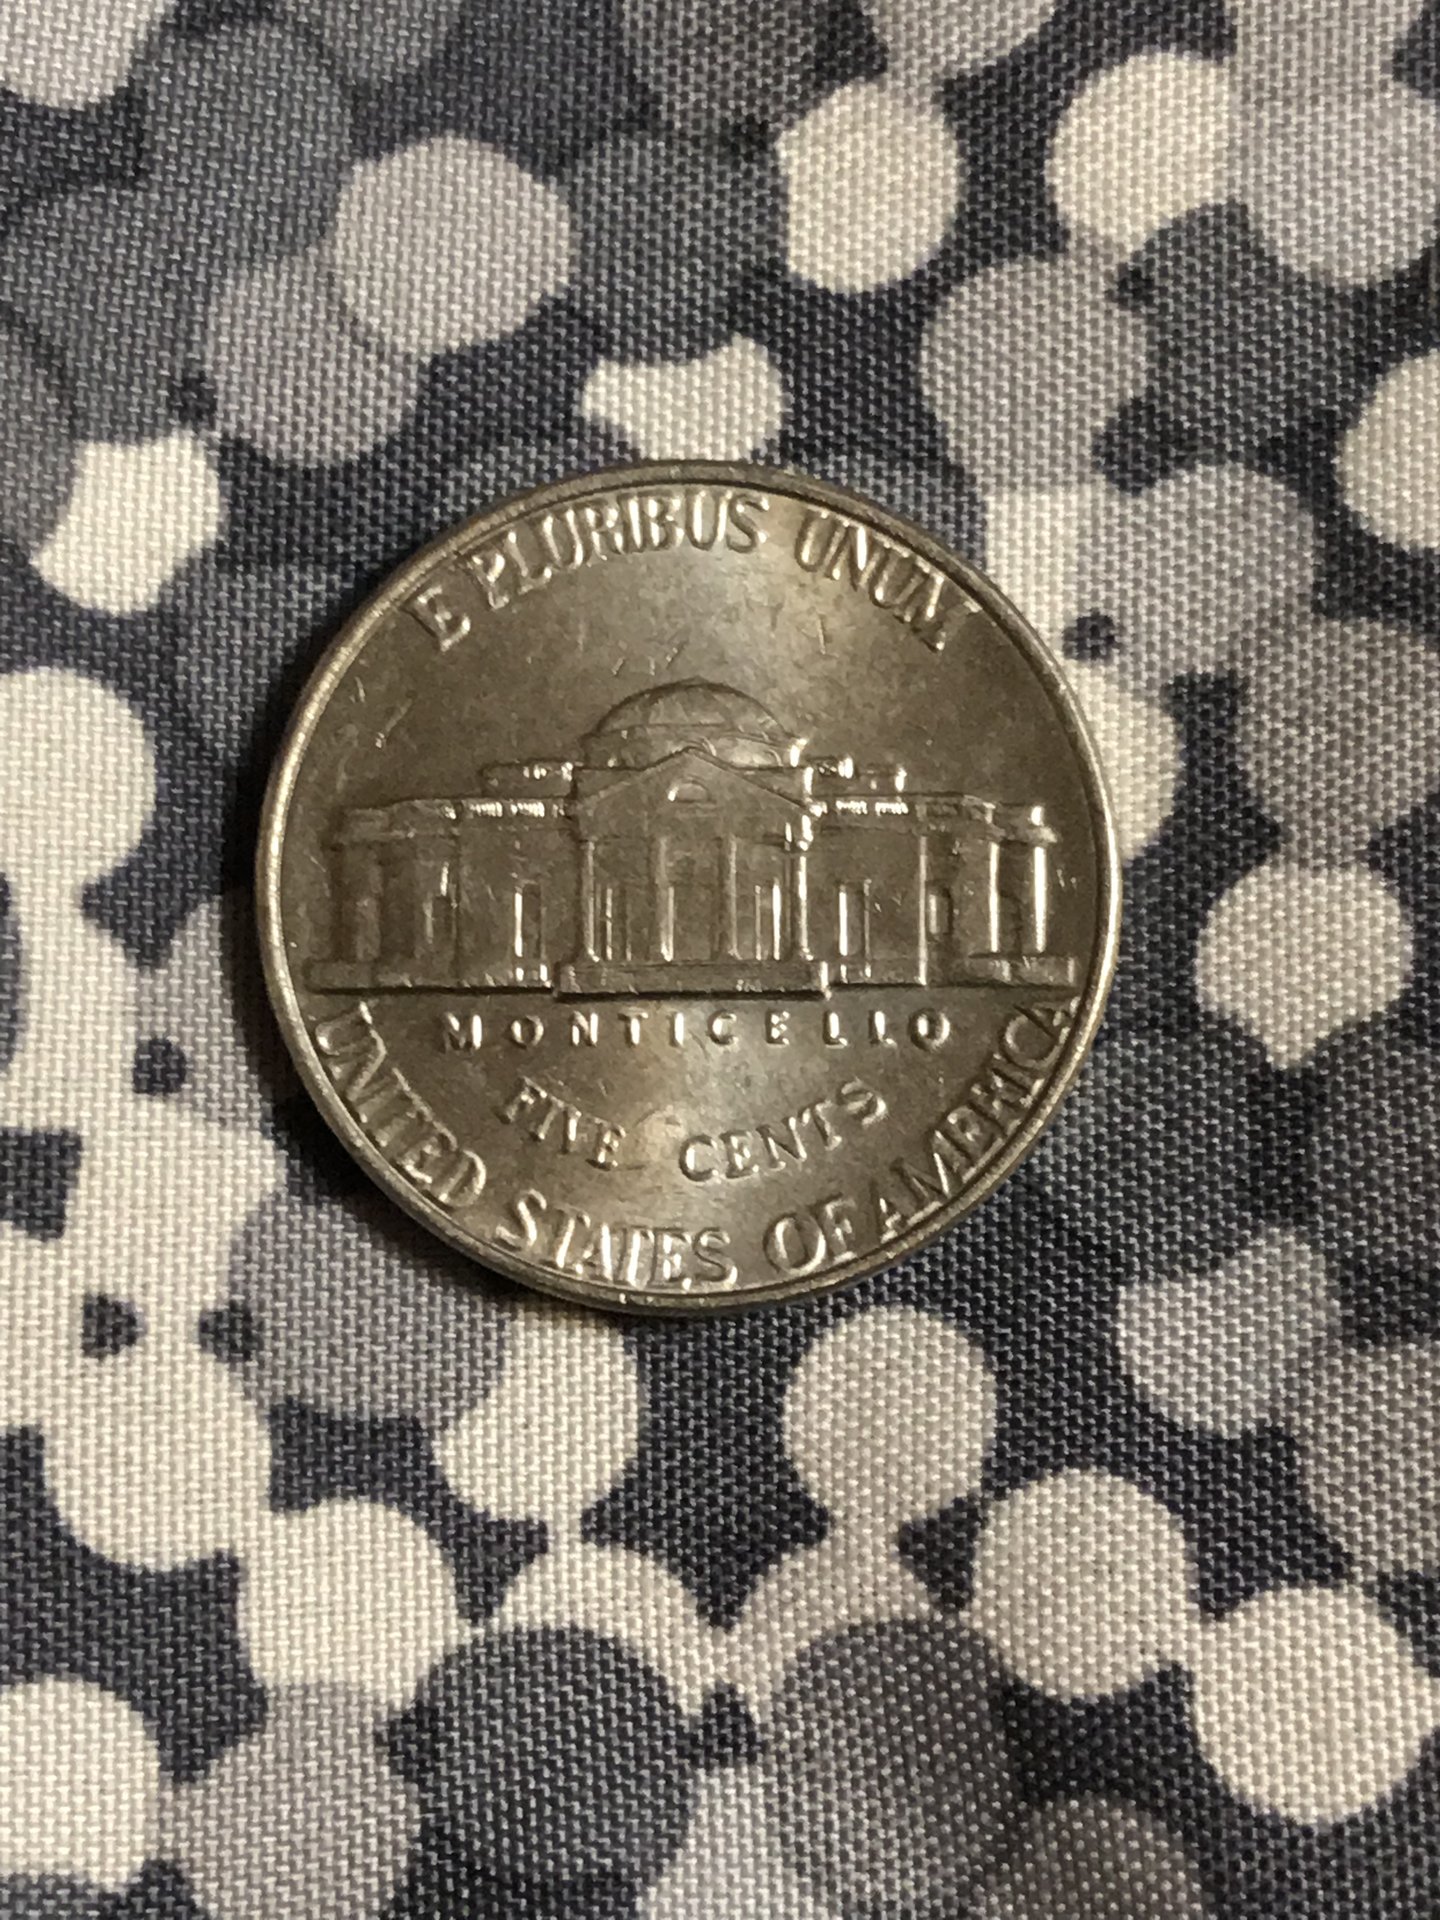 E PLURIBUS UNUM
MONTICELLO
FIVE CENTS
UNITED STATES OF AMERICA